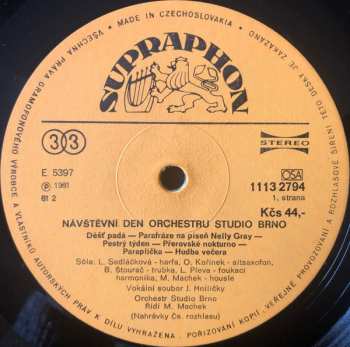 MADE IN CZECHOSLOVAKIA • VŠECHNA PRÁVA GRAMOFONOVÉHO VÝROBCE A VLASTNÍKŮ AUTORSKÝCH PRÁV K DÍLU VYHRAZENA. POŘIZOVÁNÍ KOPIÍ, VEŘEJNÉ PROVOZOVÁNÍ A ROZHLASOVÉ ŠÍŘENÍ TÉTO DESKY JE ZAKÁZÁNO
SUPRAPHON
33
STEREO
E 5397
OSA
℗ 1981
1113 2794
Bt 2
1. strana
Kčs 44,-
NÁVŠTĚVNÍ DEN ORCHESTRU STUDIO BRNO
Déšť padá — Parafráze na píseň Nelly Gray —
Pestrý týden — Přerovské nokturno —
Paraplíčka — Hudba večera
Sóla: L. Sedláčková - harfa, O. Kořínek - altsaxofon,
B. Štourač - trubka, L. Pleva - foukací
harmonika, M. Machek - housle
Vokální soubor J. Hniličky
Orchestr Studio Brno
Řídí M. Machek
(Nahrávky Čs. rozhlasu)